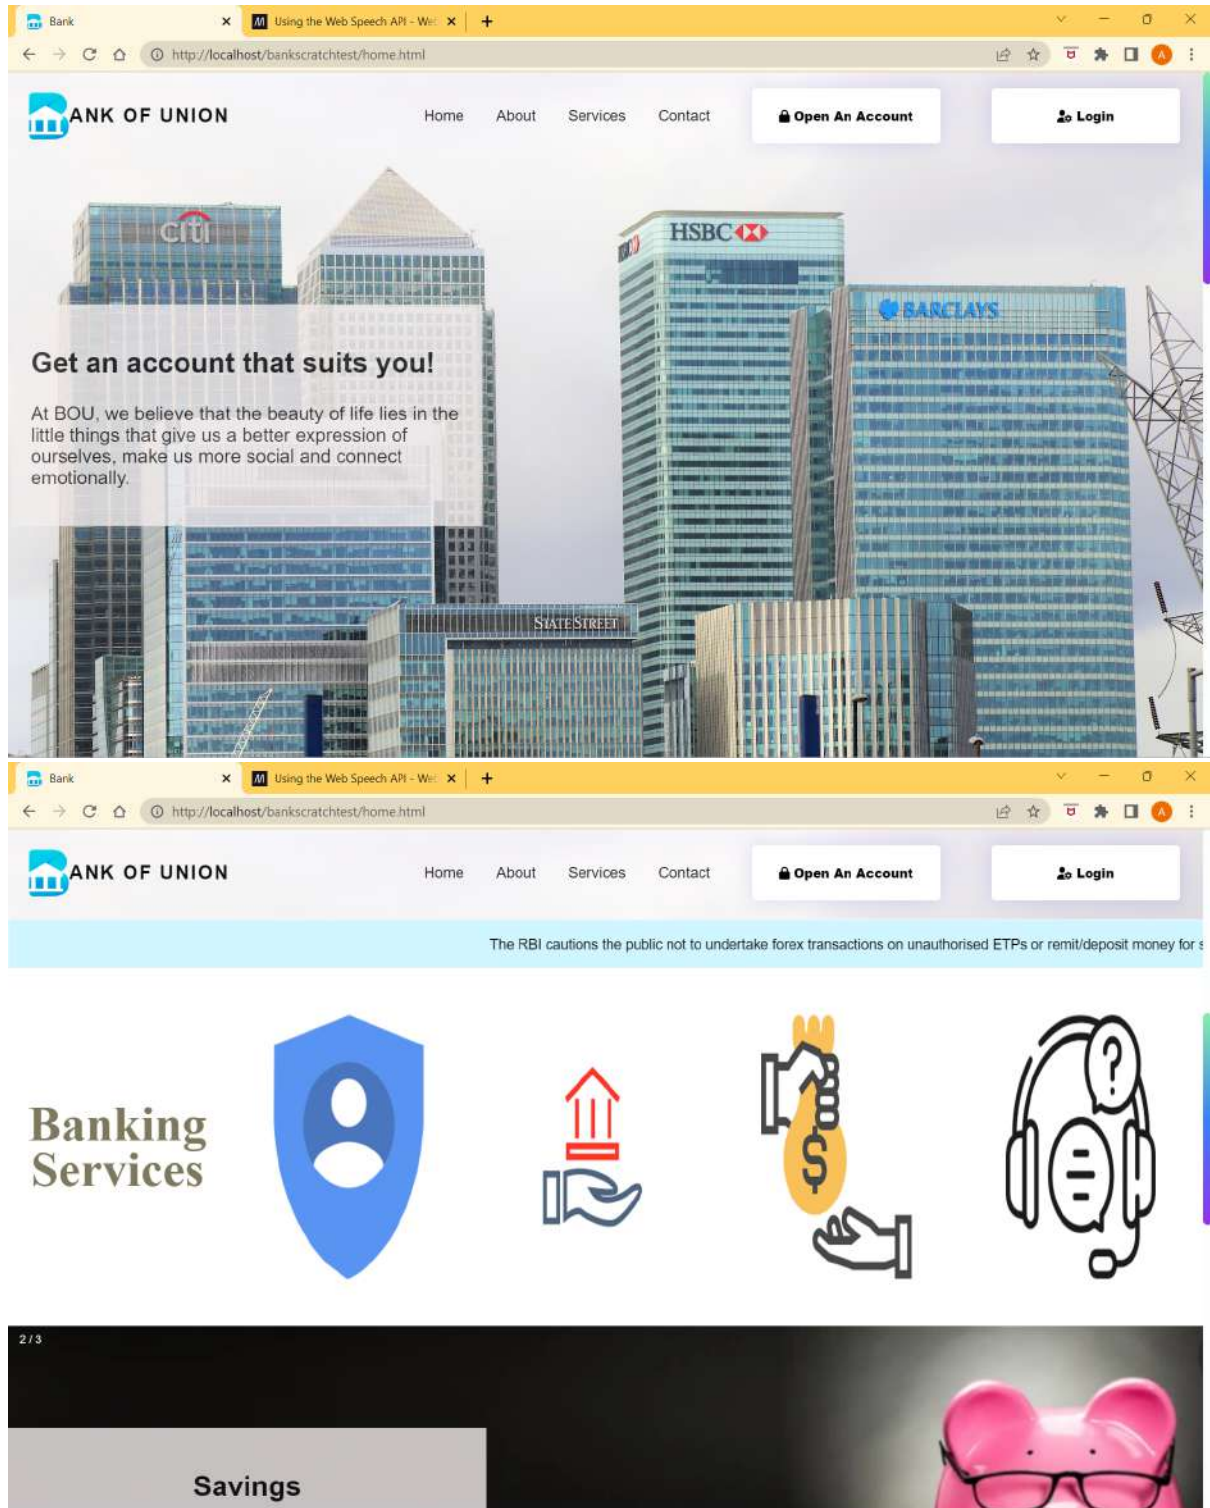 Bank
Using the Web Speech API - We
http://localhost/bankscratchtest/home.html
A
BANK OF UNION
Home About Services Contact Open An Account Login
citi
HSBC
BARCLAYS
Get an account that suits you!
At BOU, we believe that the beauty of life lies in the
little things that give us a better expression of
ourselves, make us more social and connect
emotionally.
STATE STREET
Bank
Using the Web Speech API - We
http://localhost/bankscratchtest/home.html
A
BANK OF UNION
Home About Services Contact Open An Account Login
The RBI cautions the public not to undertake forex transactions on unauthorised ETPs or remit/deposit money for s
Banking
Services
$
?
2 / 3
Savings